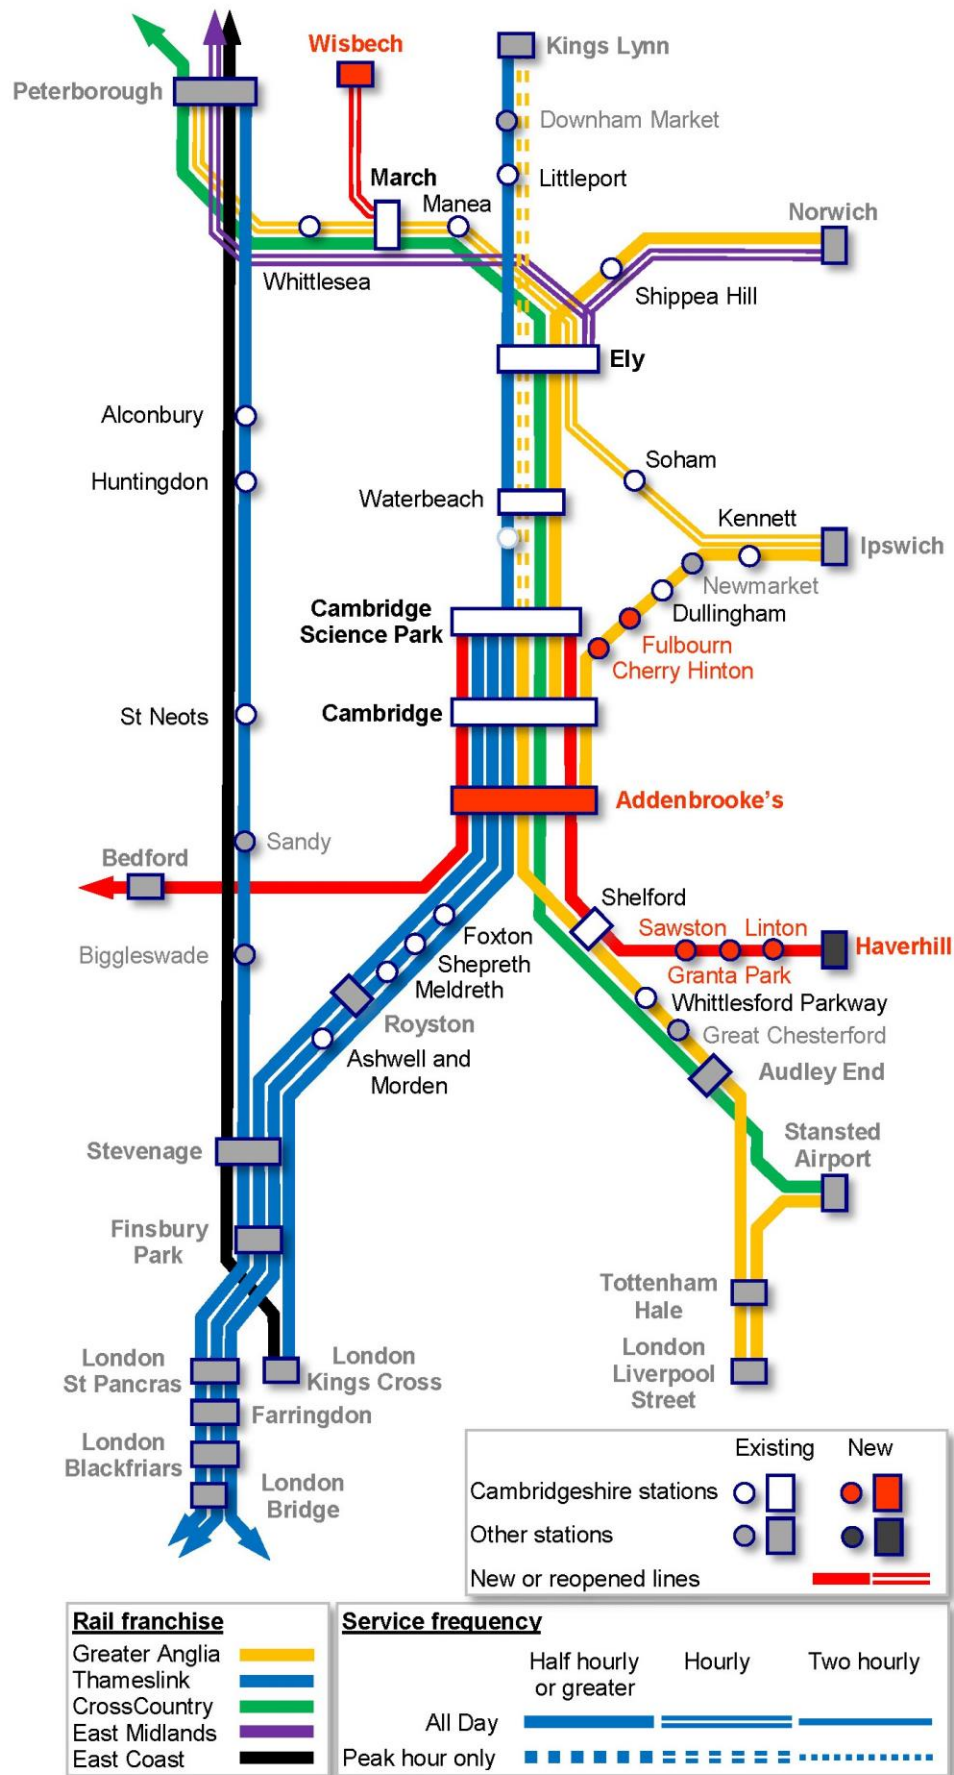 Kings Lynn
Wisbech
Peterborough
Downham Market
March
Littleport
Manea
Norwich
Whittlesea
Shippea Hill
Ely
Alconbury
Soham
Huntingdon
Waterbeach
Kennett
Ipswich
Newmarket
Cambridge
Science Park
Dullingham
Fulbourn
Cherry Hinton
St Neots
Cambridge
Addenbrooke's
Sandy
Bedford
Shelford
Sawston
Linton
Foxton
Haverhill
Biggleswade
Shepreth
Granta Park
Meldreth
Whittlesford Parkway
Royston
Great Chesterford
Ashwell and
Morden
Audley End
Stevenage
Stansted
Airport
Finsbury
Park
Tottenham
Hale
London
St Pancras
London
Kings Cross
London
Liverpool
Street
Farringdon
London
Blackfriars
London
Bridge
Existing New
Cambridgeshire stations
Other stations
New or reopened lines
Rail franchise
Greater Anglia
Thameslink
CrossCountry
East Midlands
East Coast
Service frequency
Half hourly
or greater
Hourly
Two hourly
All Day
Peak hour only